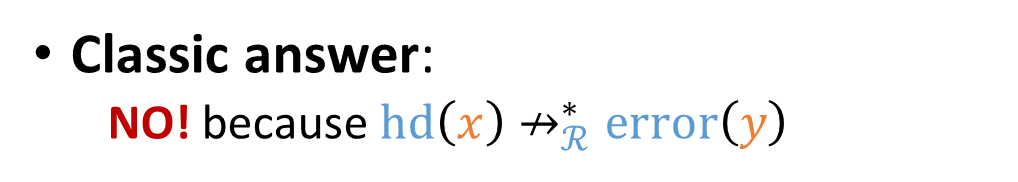 • Classic answer:
NO! because hd(x) ↛*ℛ error(y)